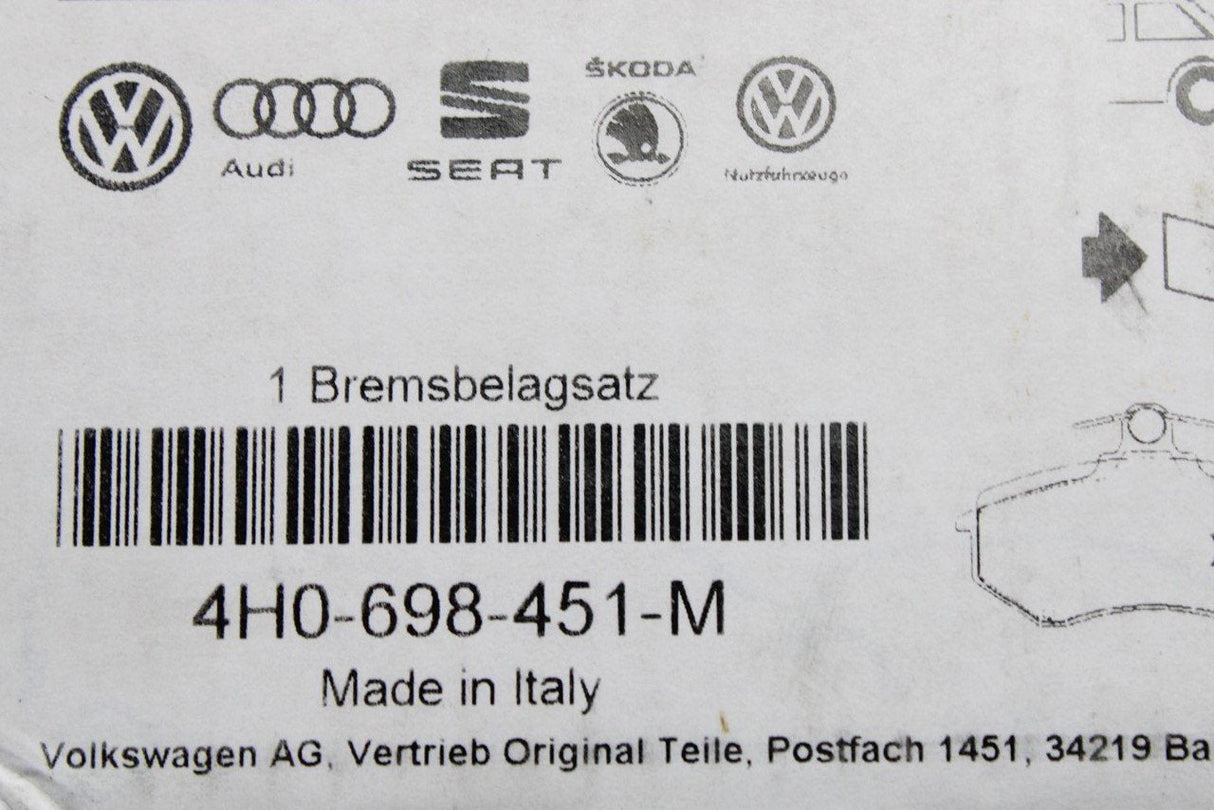 Audi
SEAT
ŠKODA
Nutzfahrzeuge
1 Bremsbelagsatz
4H0-698-451-M
Made in Italy
Volkswagen AG, Vertrieb Original Teile, Postfach 1451, 34219 Ba